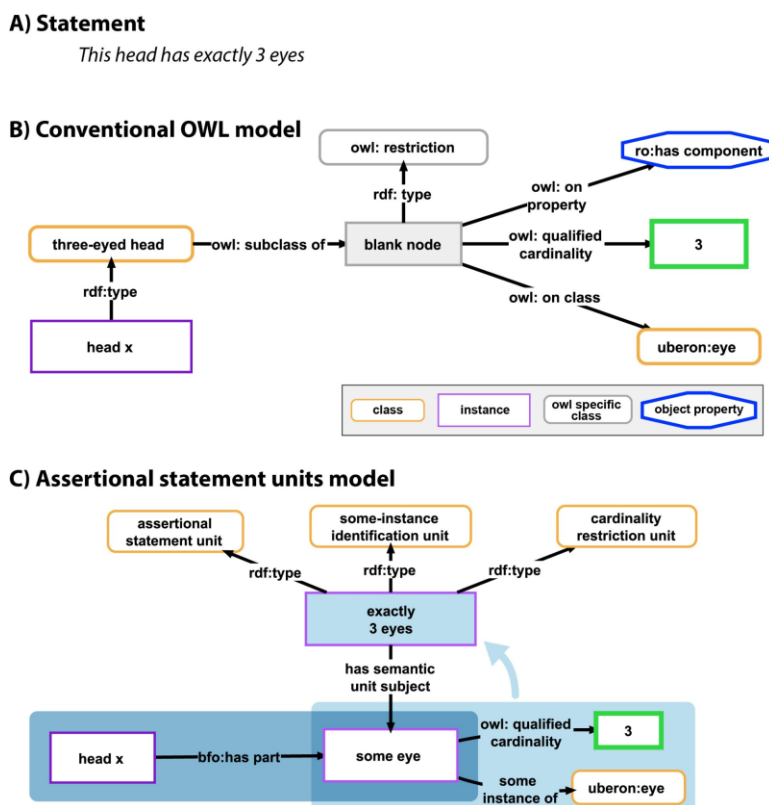 A) Statement
This head has exactly 3 eyes
B) Conventional OWL model
owl: restriction
ro:has component
rdf: type
owl: on
property
three-eyed head
owl: subclass of
blank node
owl: qualified
cardinality
3
rdf:type
owl: on class
head x
uberon:eye
class
instance
owl specific
class
object property
C) Assertional statement units model
assertional
statement unit
some-instance
identification unit
cardinality
restriction unit
rdf:type
rdf:type
rdf:type
exactly
3 eyes
has semantic
unit subject
head x
bfo:has part
some eye
owl: qualified
cardinality
3
some
instance of
uberon:eye